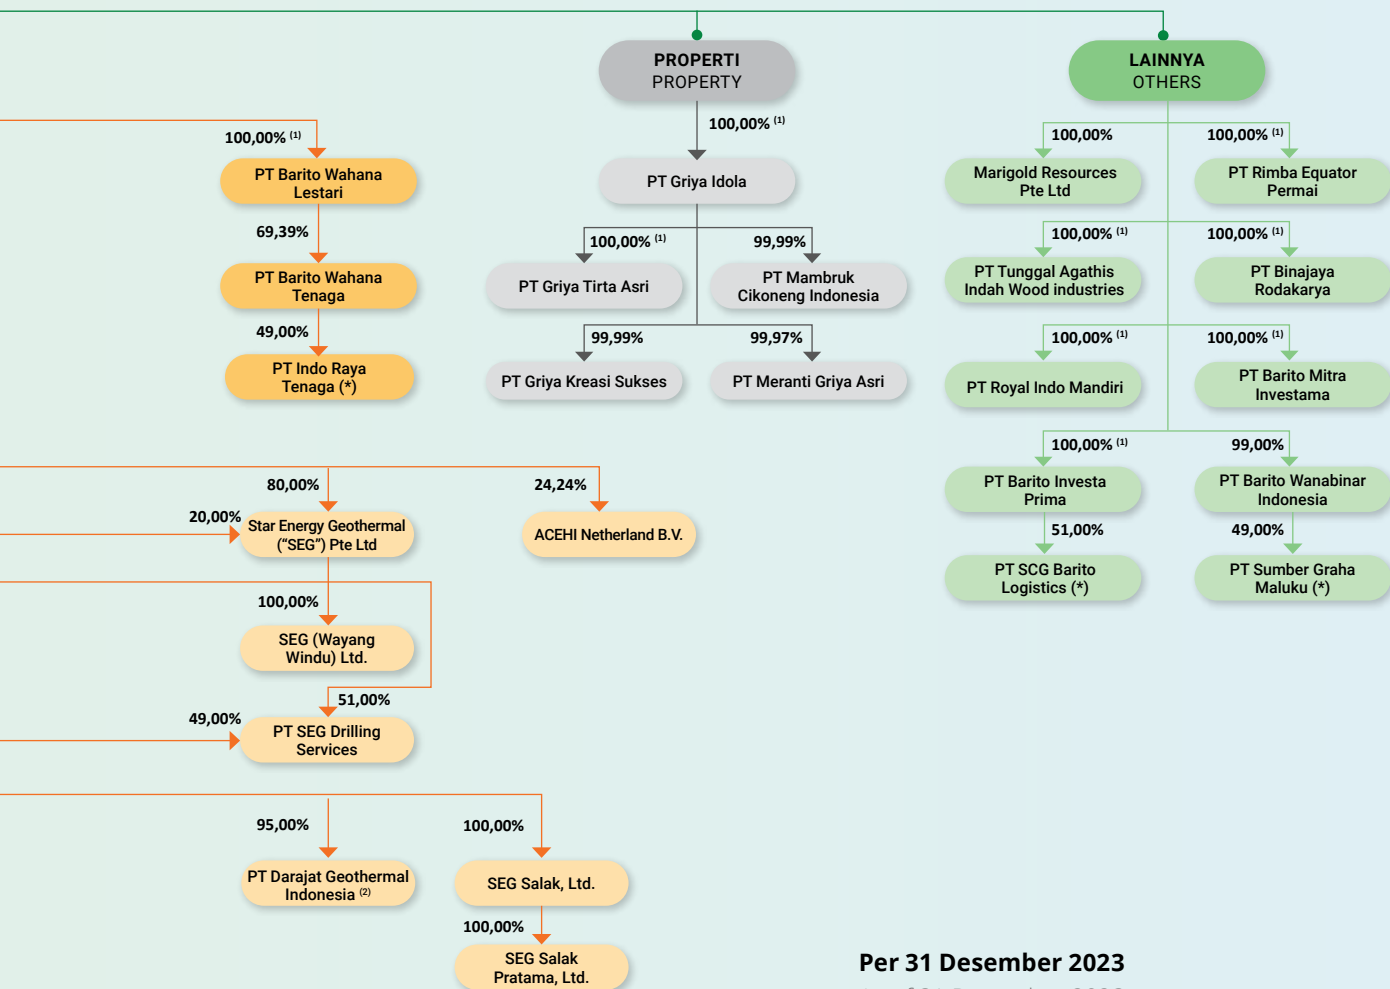 PROPERTI
PROPERTY
LAINNYA
OTHERS
100,00% (1)
PT Barito Wahana
Lestari
69,39%
PT Barito Wahana
Tenaga
49,00%
PT Indo Raya
Tenaga (*)
100,00% (1)
PT Griya Idola
100,00% (1)
PT Griya Tirta Asri
99,99%
PT Mambruk
Cikoneng Indonesia
99,99%
PT Griya Kreasi Sukses
99,97%
PT Meranti Griya Asri
100,00%
Marigold Resources
Pte Ltd
100,00% (1)
PT Rimba Equator
Permai
100,00% (1)
PT Tunggal Agathis
Indah Wood industries
100,00% (1)
PT Binajaya
Rodakarya
100,00% (1)
PT Royal Indo Mandiri
100,00% (1)
PT Barito Mitra
Investama
100,00% (1)
PT Barito Investa
Prima
99,00%
PT Barito Wanabinar
Indonesia
51,00%
PT SCG Barito
Logistics (*)
49,00%
PT Sumber Graha
Maluku (*)
80,00%
20,00%
Star Energy Geothermal
(“SEG”) Pte Ltd
24,24%
ACEHI Netherland B.V.
100,00%
SEG (Wayang
Windu) Ltd.
51,00%
49,00%
PT SEG Drilling
Services
95,00%
PT Darajat Geothermal
Indonesia (2)
100,00%
SEG Salak, Ltd.
100,00%
SEG Salak
Pratama, Ltd.
Per 31 Desember 2023